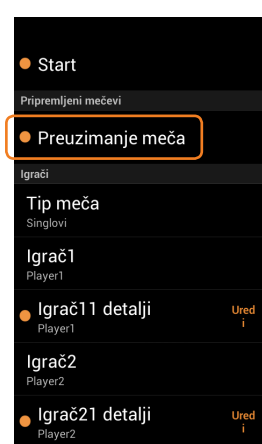 Start
Pripremljeni mečevi
Preuzimanje meča
Igrači
Tip meča
Singlovi
Igrač1
Player1
Igrač11 detalji
Player1
Ured
i
Igrač2
Player2
Igrač21 detalji
Player2
Ured
i